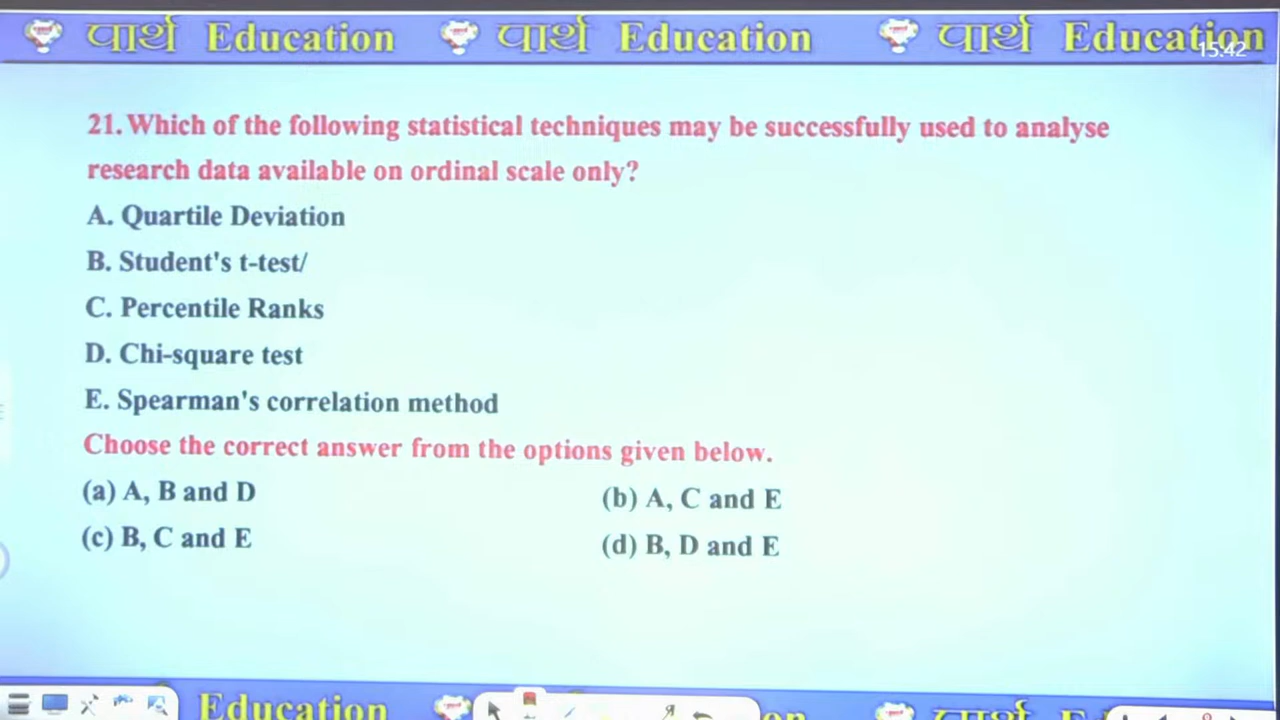 पार्थ Education पार्थ Education पार्थ Education
15:42
21. Which of the following statistical techniques may be successfully used to analyse
research data available on ordinal scale only?
A. Quartile Deviation
B. Student's t-test/
C. Percentile Ranks
D. Chi-square test
E. Spearman's correlation method
Choose the correct answer from the options given below.
(a) A, B and D (b) A, C and E
(c) B, C and E (d) B, D and E
Education